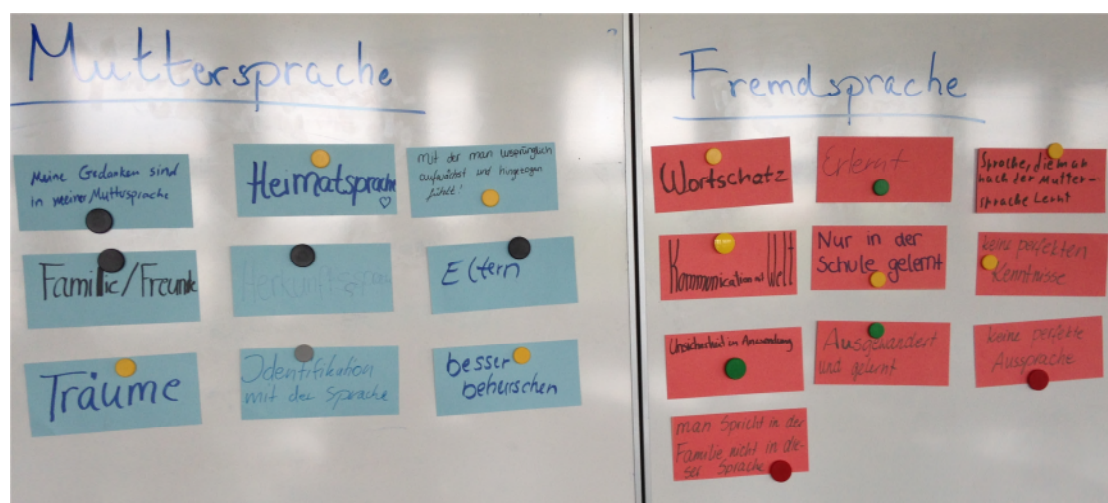 Muttersprache
Meine Gedanken sind
in meiner Muttersprache
Heimatsprache
mit der man ursprünglich
aufwächst und hingezogen
fühlt!
Familie/Freunde
Eltern
Träume
Identifikation
mit der Sprache
besser
beherrschen
Fremdsprache
Wortschatz
Erlernt
Sprache, die man
nach der Mutter-
sprache Lernt
Kommunication mit Welt
Nur in der
Schule gelernt
keine perfekten
Kenntnisse
Unsicherheit in Anwendung
Ausgewandert
und gelernt
keine perfekte
Aussprache
man Spricht in der
Familie nicht in die-
ser Sprache